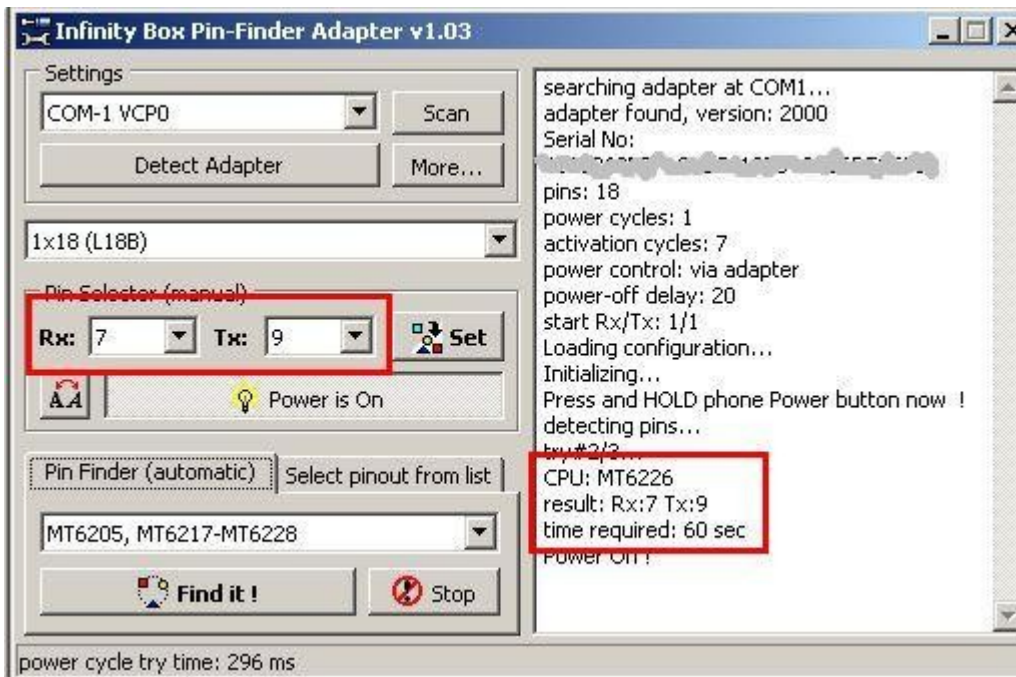 Infinity Box Pin-Finder Adapter v1.03
Settings
COM-1 VCP0
Scan
Detect Adapter
More...
1x18 (L18B)
Pin Selector (manual)
Rx: 7 Tx: 9 Set
Power is On
Pin Finder (automatic) Select pinout from list
MT6205, MT6217-MT6228
Find it ! Stop
searching adapter at COM1...
adapter found, version: 2000
Serial No:
pins: 18
power cycles: 1
activation cycles: 7
power control: via adapter
power-off delay: 20
start Rx/Tx: 1/1
Loading configuration...
Initializing...
Press and HOLD phone Power button now !
detecting pins...
try#2/3...
CPU: MT6226
result: Rx:7 Tx:9
time required: 60 sec
Power Off !
power cycle try time: 296 ms